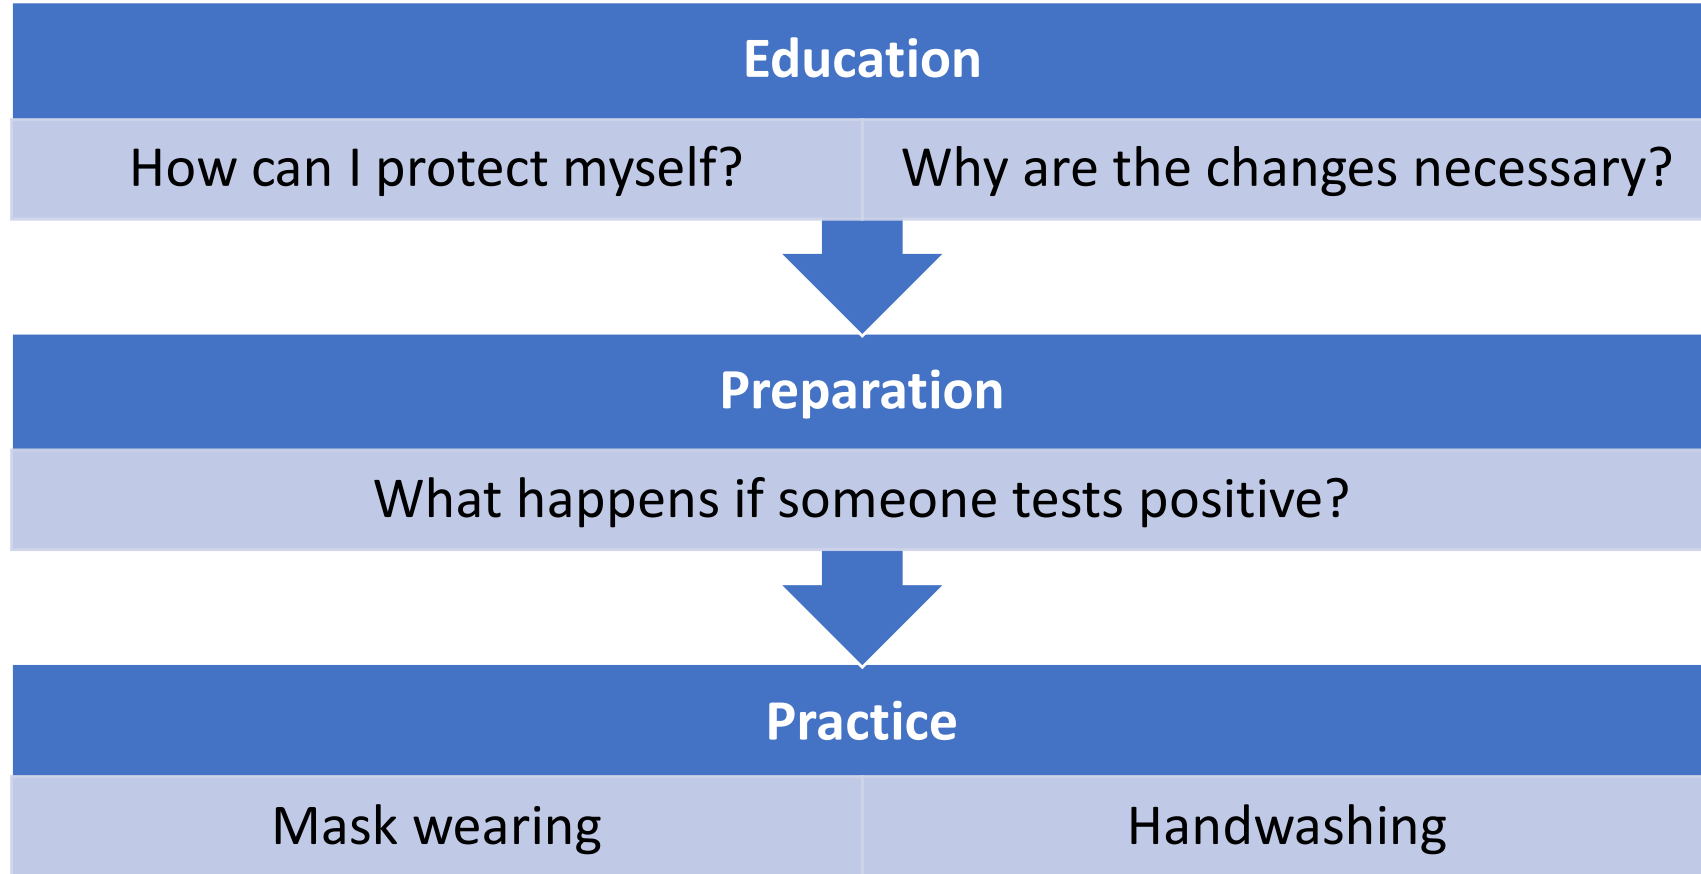 Education
How can I protect myself?
Why are the changes necessary?
Preparation
What happens if someone tests positive?
Practice
Mask wearing
Handwashing